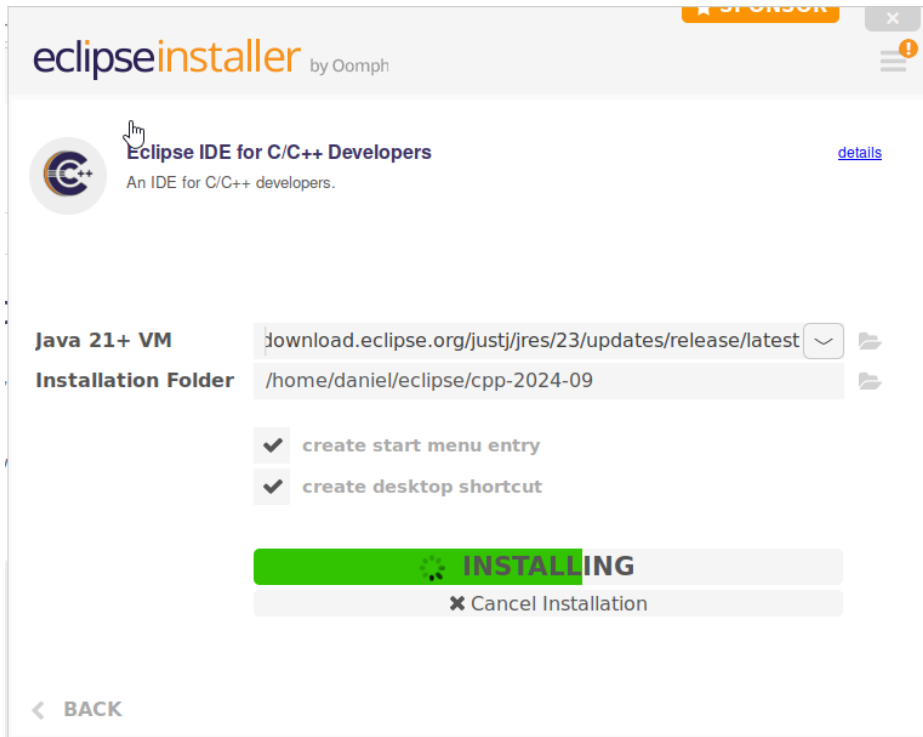 SPONSOR
eclipseinstaller by Oomph
Eclipse IDE for C/C++ Developers
details
An IDE for C/C++ developers.
Java 21+ VM download.eclipse.org/justj/jres/23/updates/release/latest
Installation Folder /home/daniel/eclipse/cpp-2024-09
create start menu entry
create desktop shortcut
INSTALLING
Cancel Installation
BACK